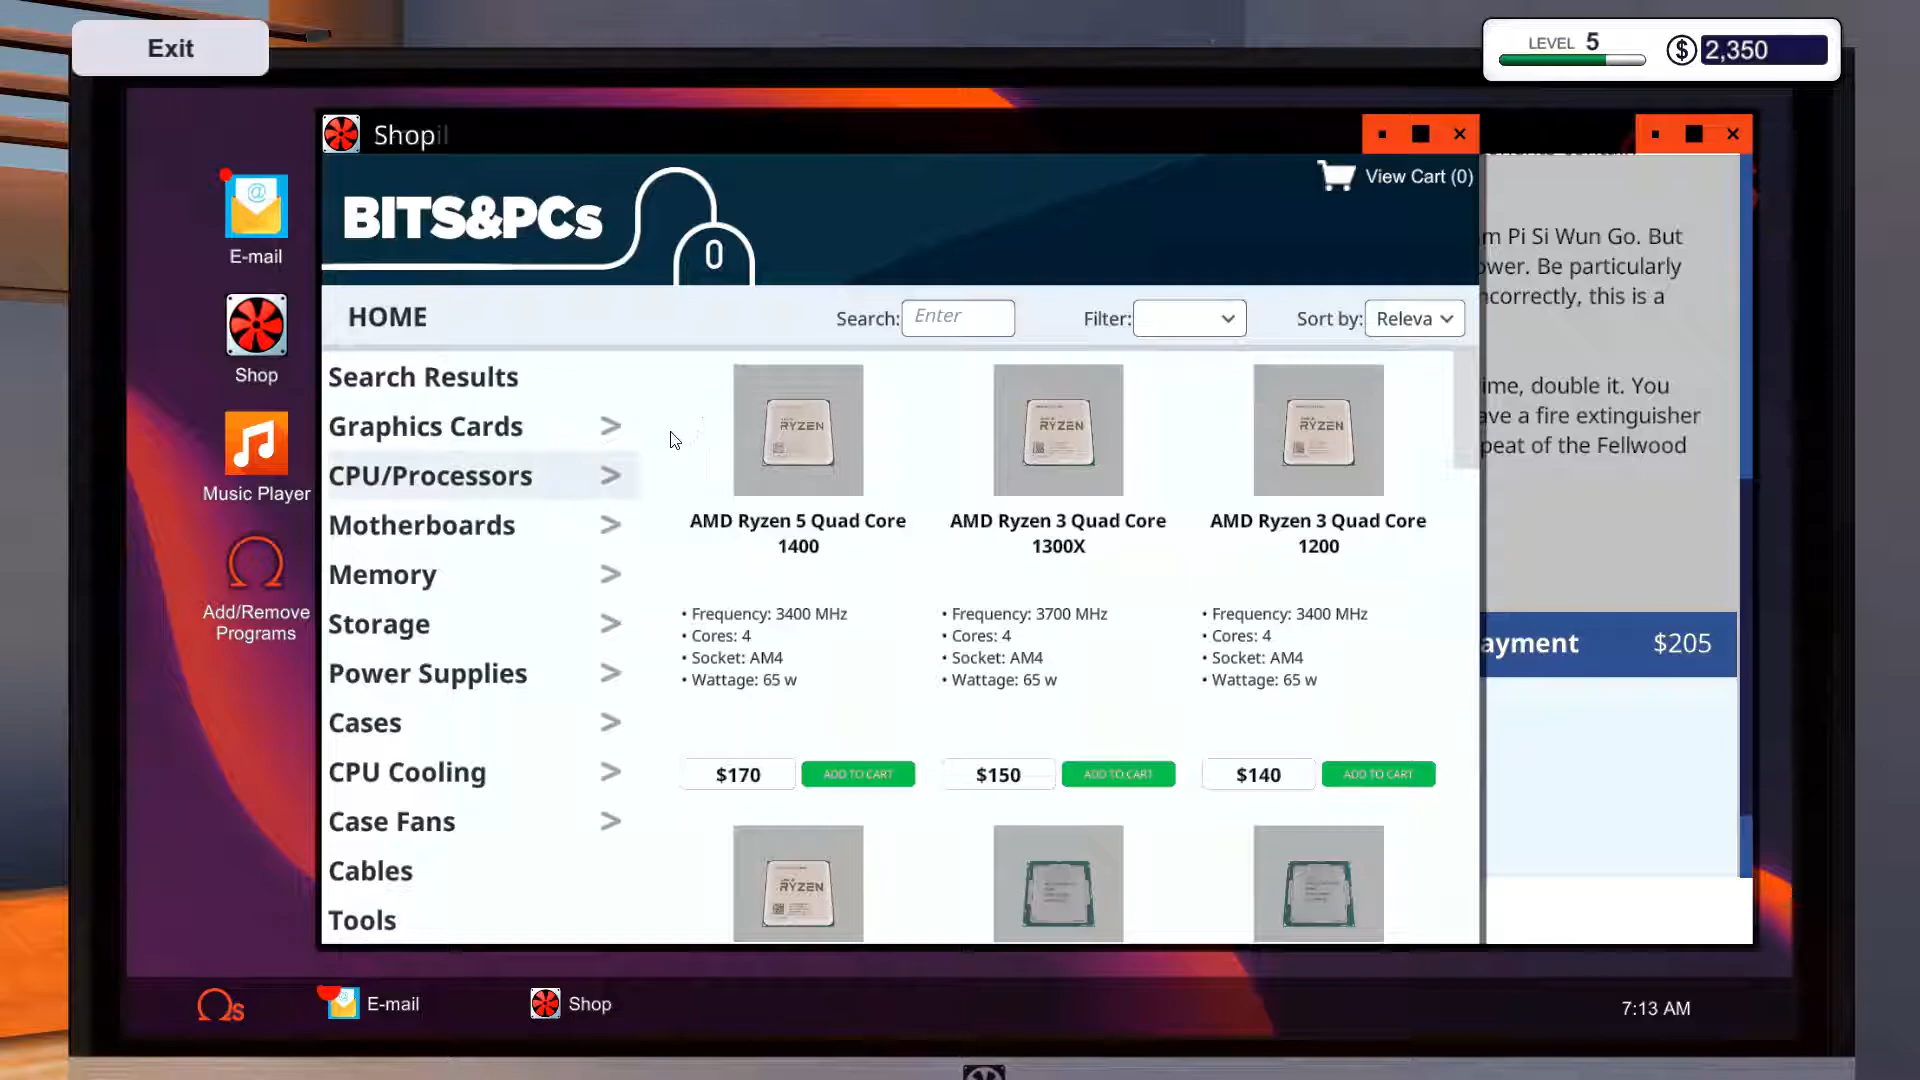 Exit
LEVEL 5
$ 2,350
Shop
BITS&PCs
View Cart (0)
HOME
Search: Enter
Filter:
Sort by: Releva
E-mail
Shop
Music Player
Add/Remove
Programs
Search Results
Graphics Cards >
CPU/Processors >
Motherboards >
Memory >
Storage >
Power Supplies >
Cases >
CPU Cooling >
Case Fans >
Cables
Tools
RYZEN
RYZEN
RYZEN
AMD Ryzen 5 Quad Core
1400
• Frequency: 3400 MHz
• Cores: 4
• Socket: AM4
• Wattage: 65 w
$170 ADD TO CART
AMD Ryzen 3 Quad Core
1300X
• Frequency: 3700 MHz
• Cores: 4
• Socket: AM4
• Wattage: 65 w
$150 ADD TO CART
AMD Ryzen 3 Quad Core
1200
• Frequency: 3400 MHz
• Cores: 4
• Socket: AM4
• Wattage: 65 w
$140 ADD TO CART
RYZEN
m Pi Si Wun Go. But
ower. Be particularly
ncorrectly, this is a
ime, double it. You
ave a fire extinguisher
peat of the Fellwood
ayment $205
Ωs
E-mail
Shop
7:13 AM